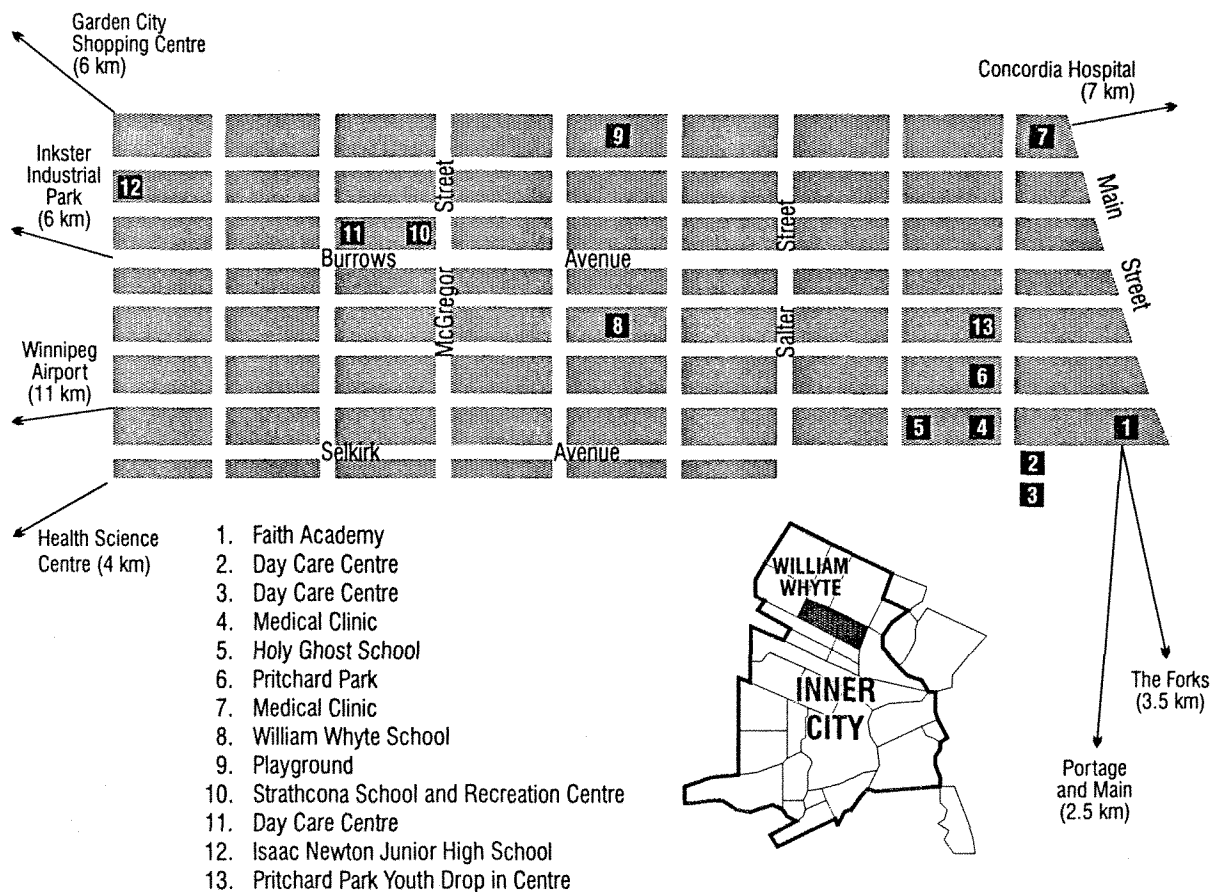 Garden City
Shopping Centre
(6 km)
Concordia Hospital
(7 km)
9
7
Inkster
Industrial
Park
(6 km)
12
Street
Main
11
10
Street
Burrows
Avenue
McGregor
Street
8
Salter
13
Winnipeg
Airport
(11 km)
6
5
4
1
Selkirk
Avenue
2
3
Health Science
Centre (4 km)
1. Faith Academy
2. Day Care Centre
3. Day Care Centre
4. Medical Clinic
5. Holy Ghost School
6. Pritchard Park
7. Medical Clinic
8. William Whyte School
9. Playground
10. Strathcona School and Recreation Centre
11. Day Care Centre
12. Isaac Newton Junior High School
13. Pritchard Park Youth Drop in Centre
WILLIAM
WHYTE
INNER
CITY
The Forks
(3.5 km)
Portage
and Main
(2.5 km)